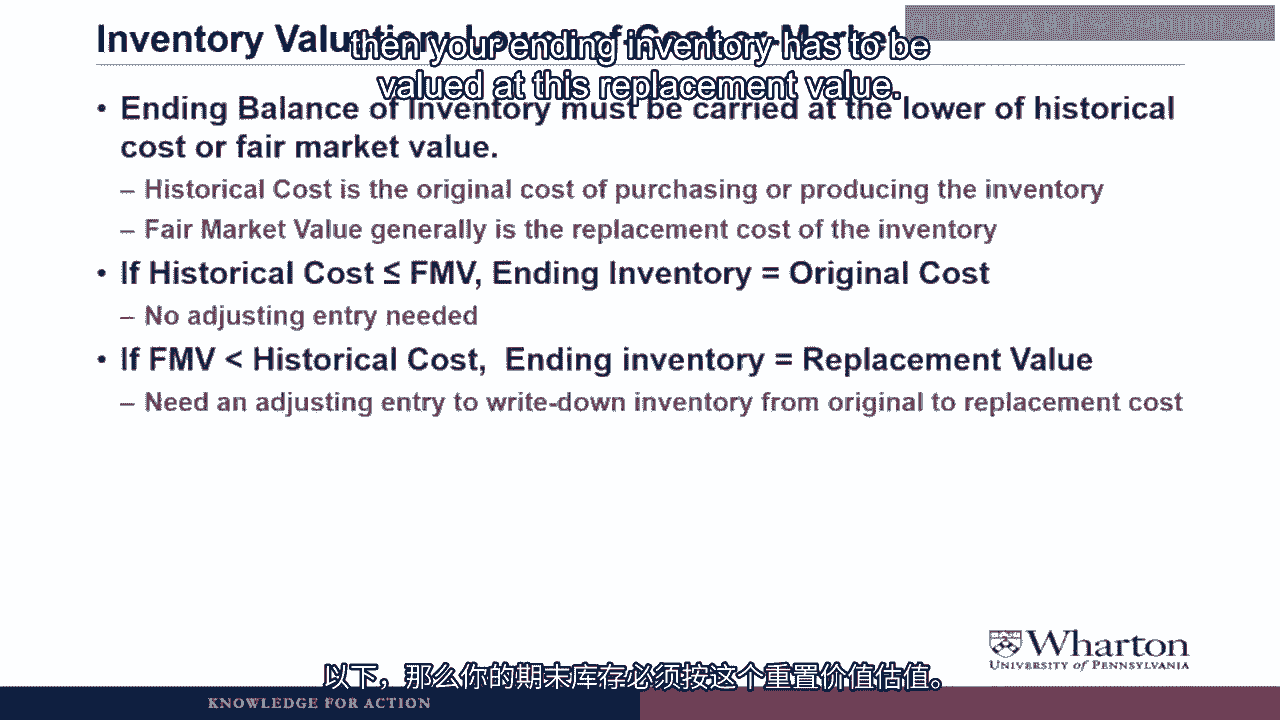 Inventory Valuation: Lower of Cost or Market
then your ending inventory has to be
valued at this replacement value.
• Ending Balance of Inventory must be carried at the lower of historical
cost or fair market value.
– Historical Cost is the original cost of purchasing or producing the inventory
– Fair Market Value generally is the replacement cost of the inventory
• If Historical Cost ≤ FMV, Ending Inventory = Original Cost
– No adjusting entry needed
• If FMV < Historical Cost, Ending inventory = Replacement Value
– Need an adjusting entry to write-down inventory from original to replacement cost
Wharton
UNIVERSITY of PENNSYLVANIA
以下，那么你的期末库存必须按这个重置价值估值。
KNOWLEDGE FOR ACTION